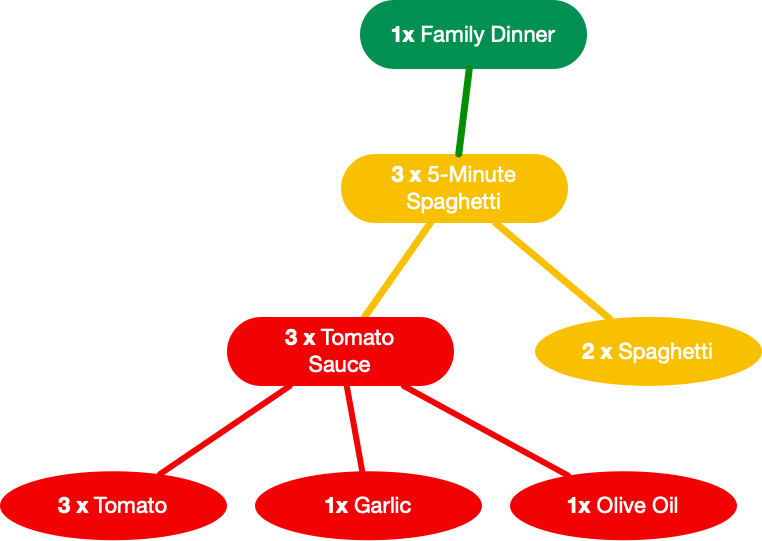 1x Family Dinner
3 x 5-Minute
Spaghetti
3 x Tomato
Sauce
2 x Spaghetti
3 x Tomato
1x Garlic
1x Olive Oil